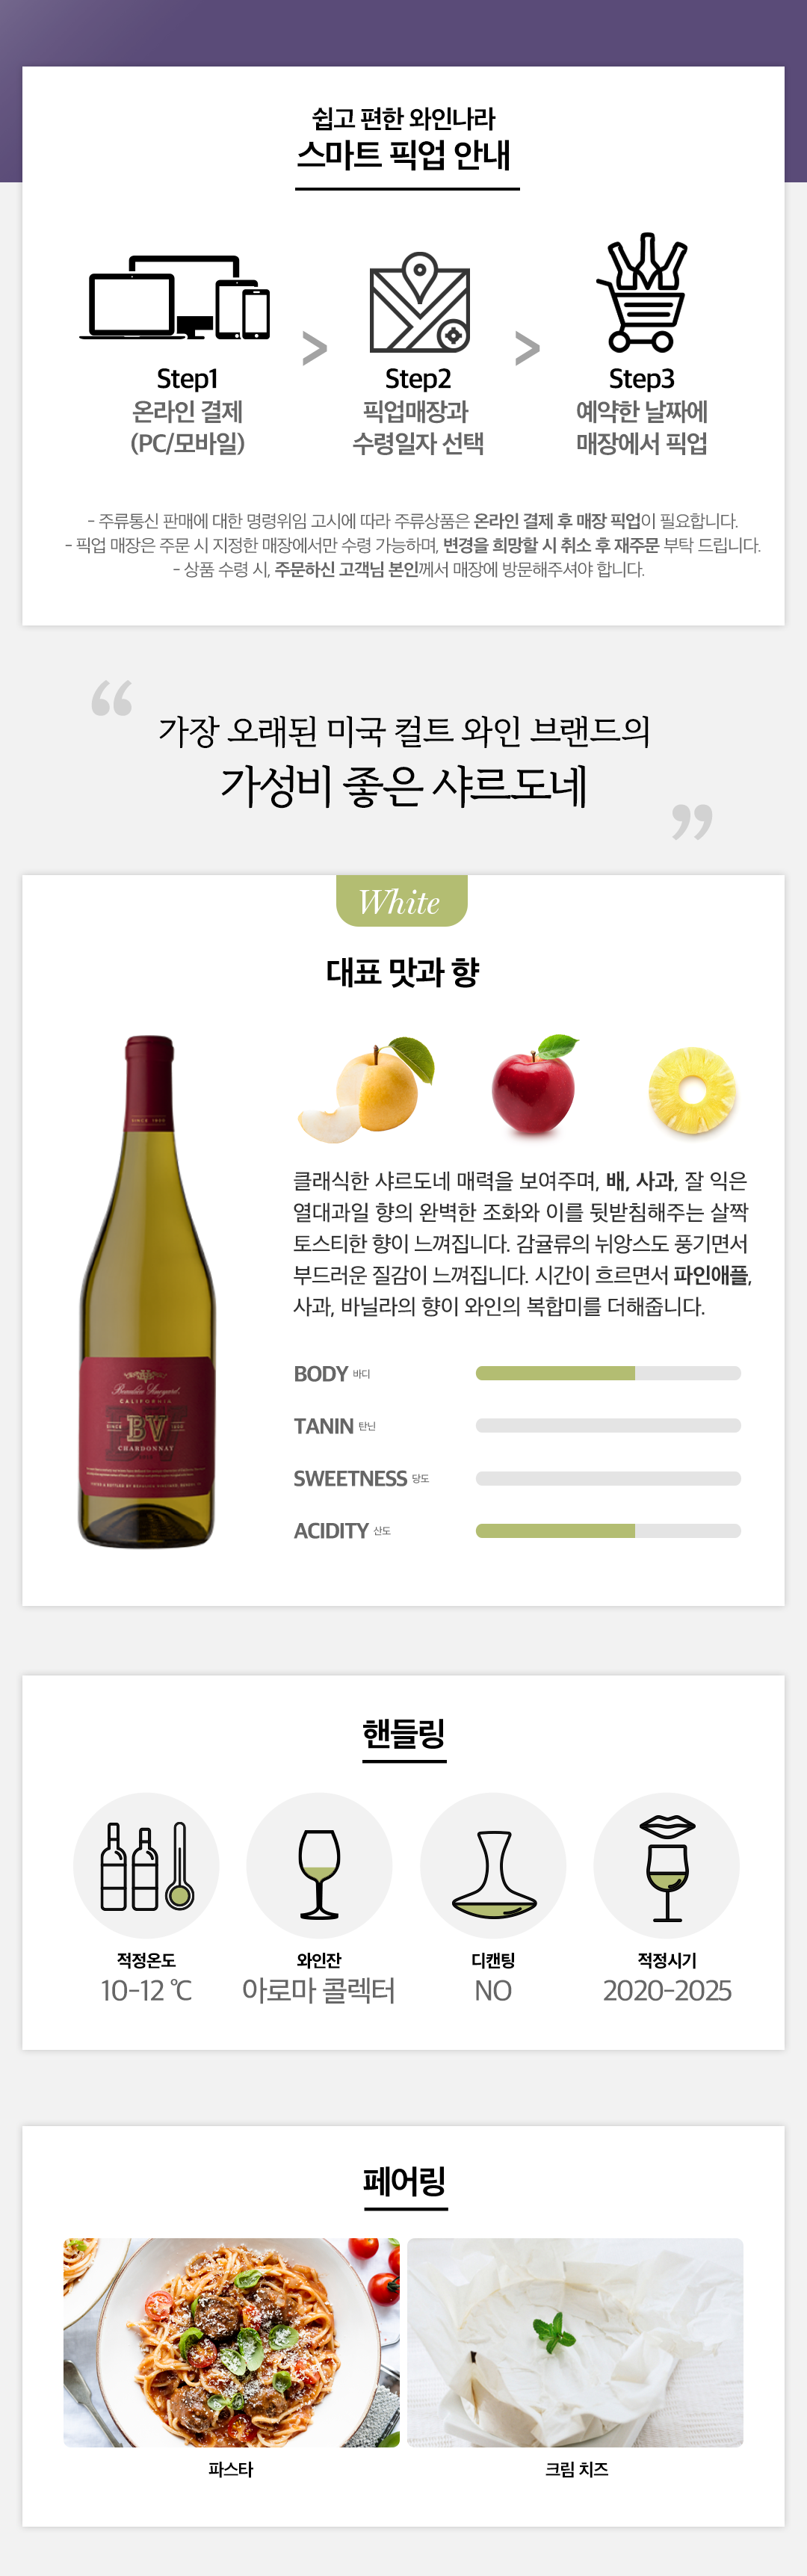 쉽고 편한 와인나라
스마트 픽업 안내
Step1
온라인 결제
(PC/모바일)
>
Step2
픽업매장과
수령일자 선택
>
Step3
예약한 날짜에
매장에서 픽업
- 주류통신 판매에 대한 명령위임 고시에 따라 주류상품은 온라인 결제 후 매장 픽업이 필요합니다.
- 픽업 매장은 주문 시 지정한 매장에서만 수령 가능하며, 변경을 희망할 시 취소 후 재주문 부탁 드립니다.
- 상품 수령 시, 주문하신 고객님 본인께서 매장에 방문해주셔야 합니다.
“ 가장 오래된 미국 컬트 와인 브랜드의
가성비 좋은 샤르도네 ”
White
대표 맛과 향
클래식한 샤르도네 매력을 보여주며, 배, 사과, 잘 익은
열대과일 향의 완벽한 조화와 이를 뒷받침해주는 살짝
토스티한 향이 느껴집니다. 감귤류의 뉘앙스도 풍기면서
부드러운 질감이 느껴집니다. 시간이 흐르면서 파인애플,
사과, 바닐라의 향이 와인의 복합미를 더해줍니다.
SINCE 1900
Beaulieu Vineyard
CALIFORNIA
SINCE BV 1900
CHARDONNAY
BODY 바디
TANIN 탄닌
SWEETNESS 당도
ACIDITY 산도
핸들링
적정온도
10-12 ℃
와인잔
아로마 콜렉터
디캔팅
NO
적정시기
2020-2025
페어링
파스타
크림 치즈